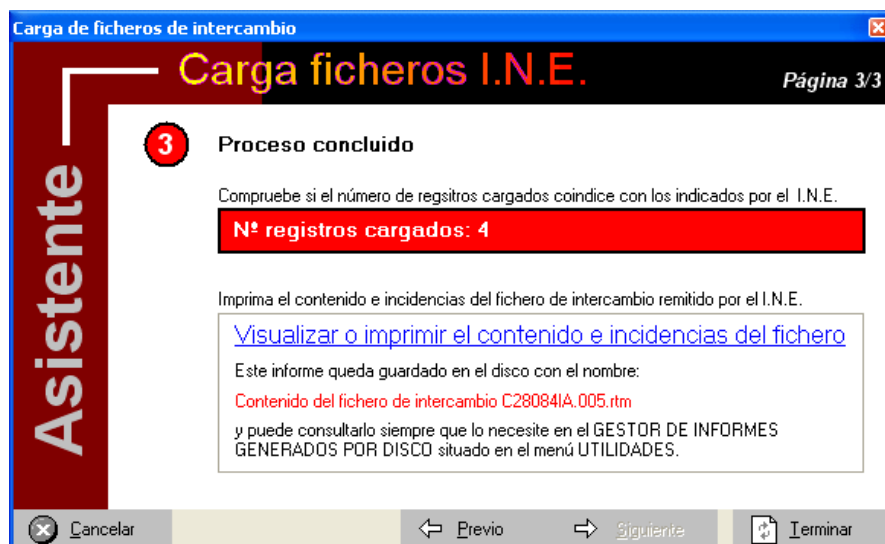 Carga de ficheros de intercambio
Carga ficheros I.N.E.
Página 3/3
Asistente
3
Proceso concluido
Compruebe si el número de regsitros cargados coindice con los indicados por el I.N.E.
Nº registros cargados: 4
Imprima el contenido e incidencias del fichero de intercambio remitido por el I.N.E.
Visualizar o imprimir el contenido e incidencias del fichero
Este informe queda guardado en el disco con el nombre:
Contenido del fichero de intercambio C28084IA.005.rtm
y puede consultarlo siempre que lo necesite en el GESTOR DE INFORMES
GENERADOS POR DISCO situado en el menú UTILIDADES.
Cancelar
Previo
Siguiente
Terminar